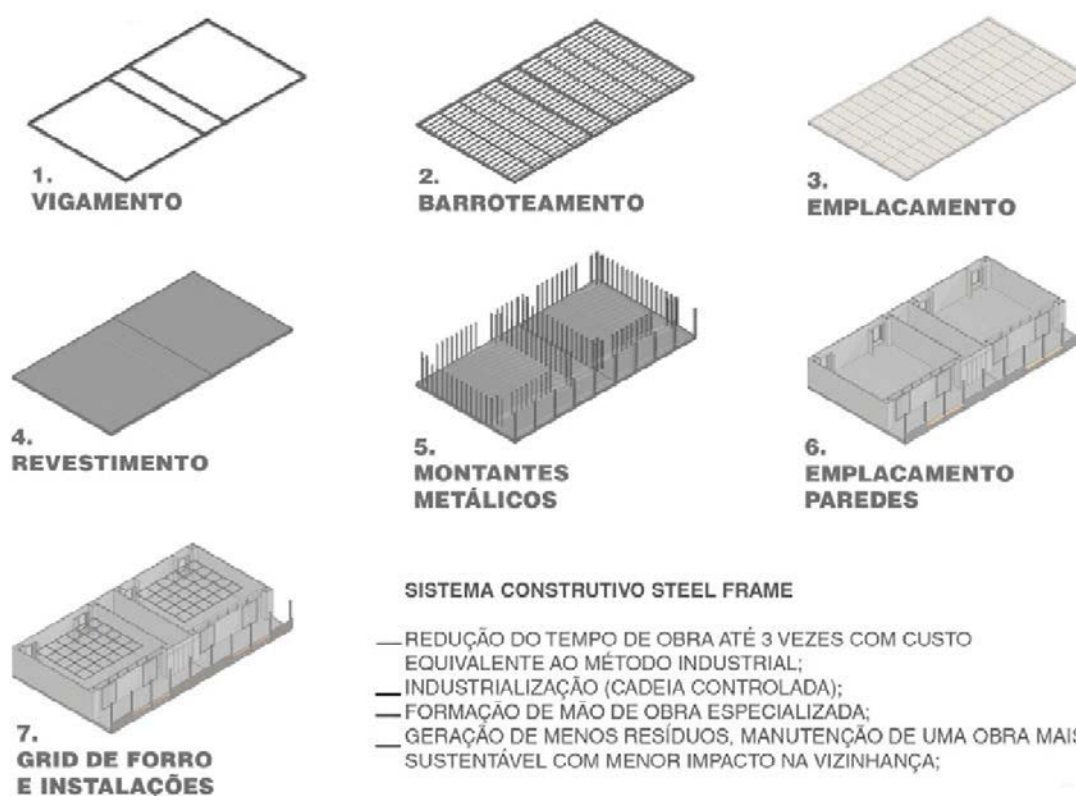 1.
VIGAMENTO
2.
BARROTEAMENTO
3.
EMPLACAMENTO
4.
REVESTIMENTO
5.
MONTANTES
METÁLICOS
6.
EMPLACAMENTO
PAREDES
7.
GRID DE FORRO
E INSTALAÇÕES
SISTEMA CONSTRUTIVO STEEL FRAME
REDUÇÃO DO TEMPO DE OBRA ATÉ 3 VEZES COM CUSTO
EQUIVALENTE AO MÉTODO INDUSTRIAL;
INDUSTRIALIZAÇÃO (CADEIA CONTROLADA);
FORMAÇÃO DE MÃO DE OBRA ESPECIALIZADA;
GERAÇÃO DE MENOS RESÍDUOS, MANUTENÇÃO DE UMA OBRA MAIS
SUSTENTÁVEL COM MENOR IMPACTO NA VIZINHANÇA;